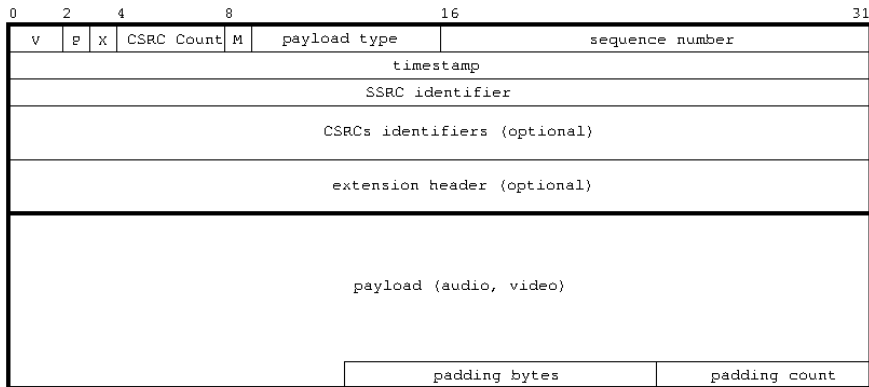 0 2 4 8 16 31
V P X CSRC Count M payload type sequence number
timestamp
SSRC identifier
CSRCs identifiers (optional)
extension header (optional)
payload (audio, video)
padding bytes padding count